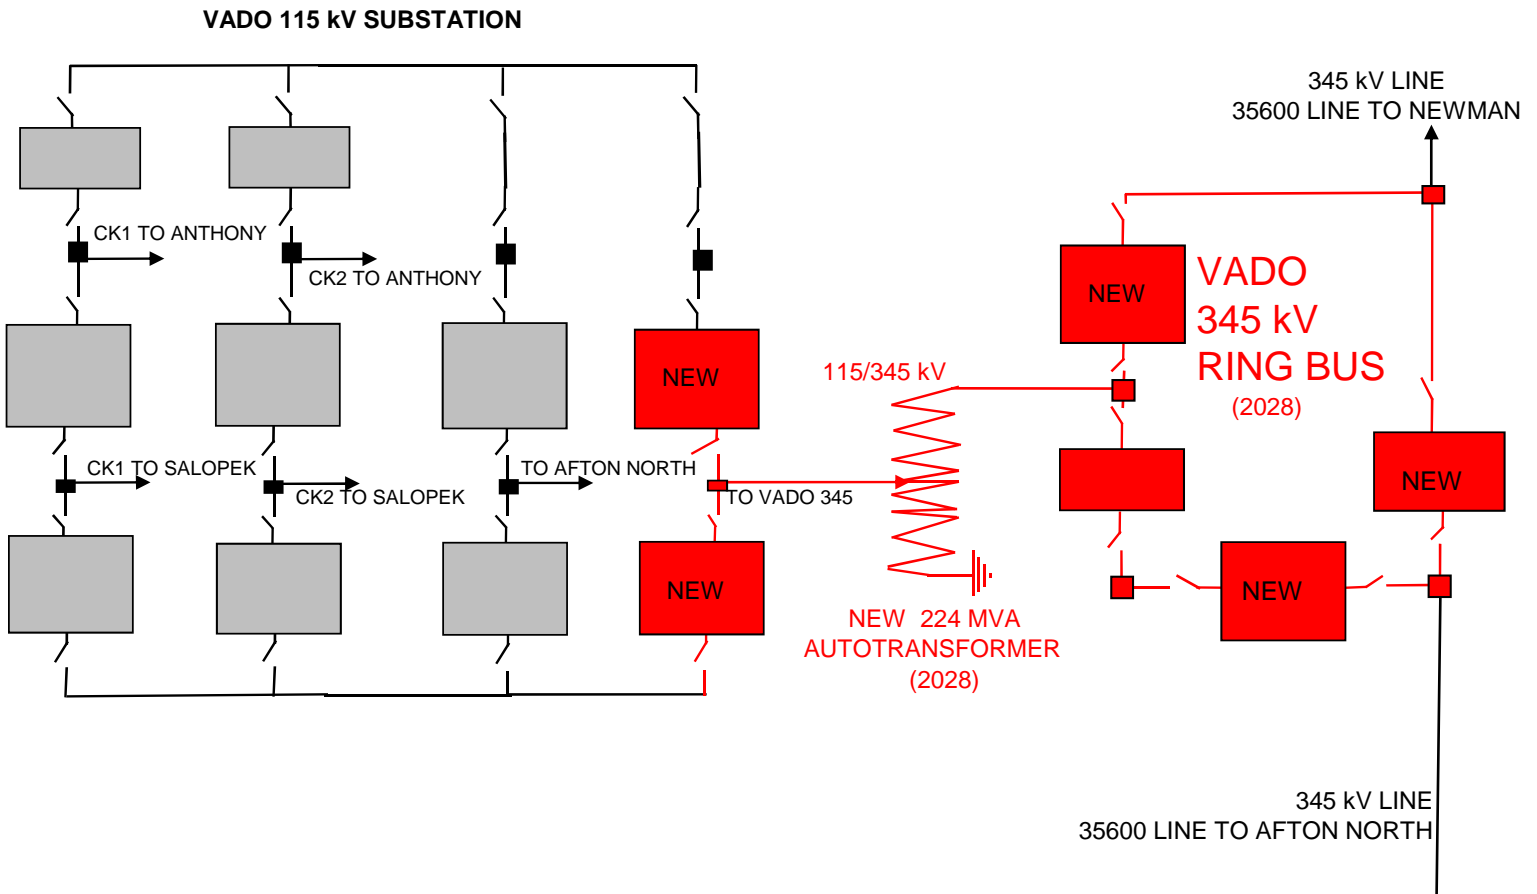 VADO 115 kV SUBSTATION
345 kV LINE
35600 LINE TO NEWMAN
CK1 TO ANTHONY
CK2 TO ANTHONY
NEW
VADO
345 kV
RING BUS
(2028)
NEW
115/345 kV
CK1 TO SALOPEK
CK2 TO SALOPEK
TO AFTON NORTH
TO VADO 345
NEW
NEW
NEW
NEW 224 MVA
AUTOTRANSFORMER
(2028)
345 kV LINE
35600 LINE TO AFTON NORTH